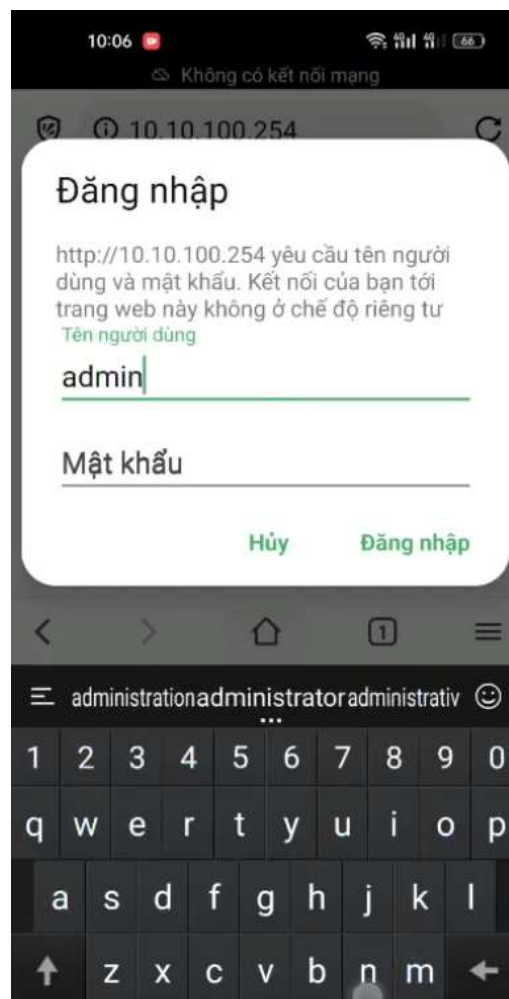 10:06
66
Không có kết nối mạng
10.10.100.254
Đăng nhập
http://10.10.100.254 yêu cầu tên người
dùng và mật khẩu. Kết nối của bạn tới
trang web này không ở chế độ riêng tư
Tên người dùng
admin
Mật khẩu
Hủy Đăng nhập
1
administration administrator administrativ
1 2 3 4 5 6 7 8 9 0
q w e r t y u i o p
a s d f g h j k l
z x c v b n m